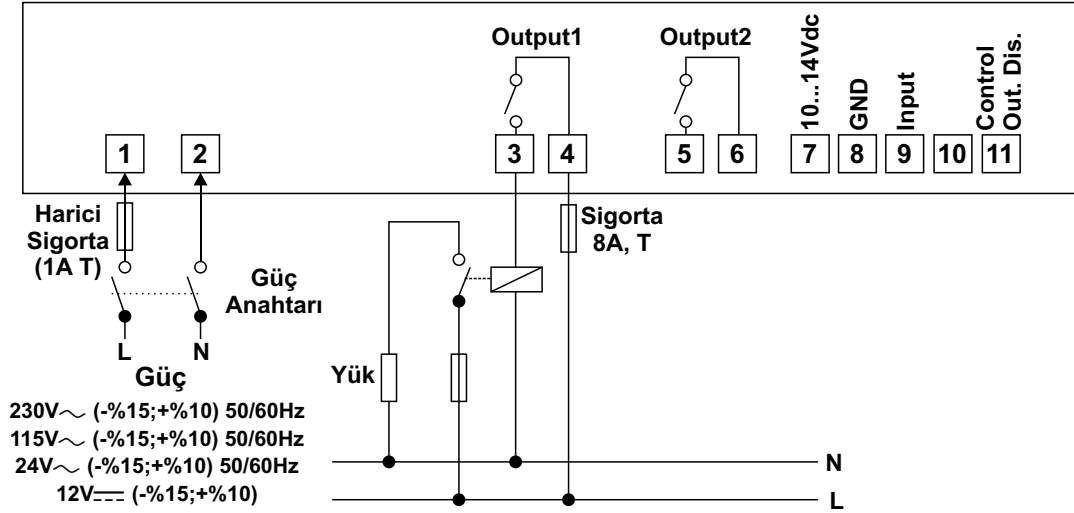 Output1
Output2
10...14Vdc
GND
Input
Control
Out. Dis.
1
2
3
4
5
6
7
8
9
10
11
Harici
Sigorta
(1A T)
Güç
Anahtarı
Sigorta
8A, T
L
N
Güç
Yük
230V～ (-%15;+%10) 50/60Hz
115V～ (-%15;+%10) 50/60Hz
24V～ (-%15;+%10) 50/60Hz
12V⎓ (-%15;+%10)
N
L